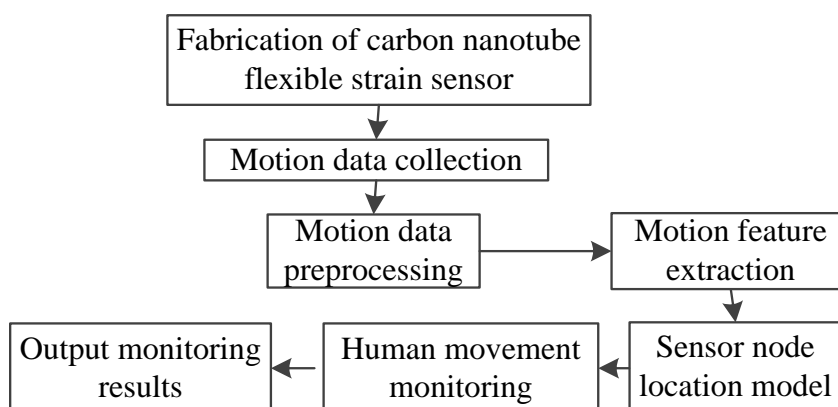 Fabrication of carbon nanotube
flexible strain sensor
Motion data collection
Motion data
preprocessing
Motion feature
extraction
Sensor node
location model
Human movement
monitoring
Output monitoring
results